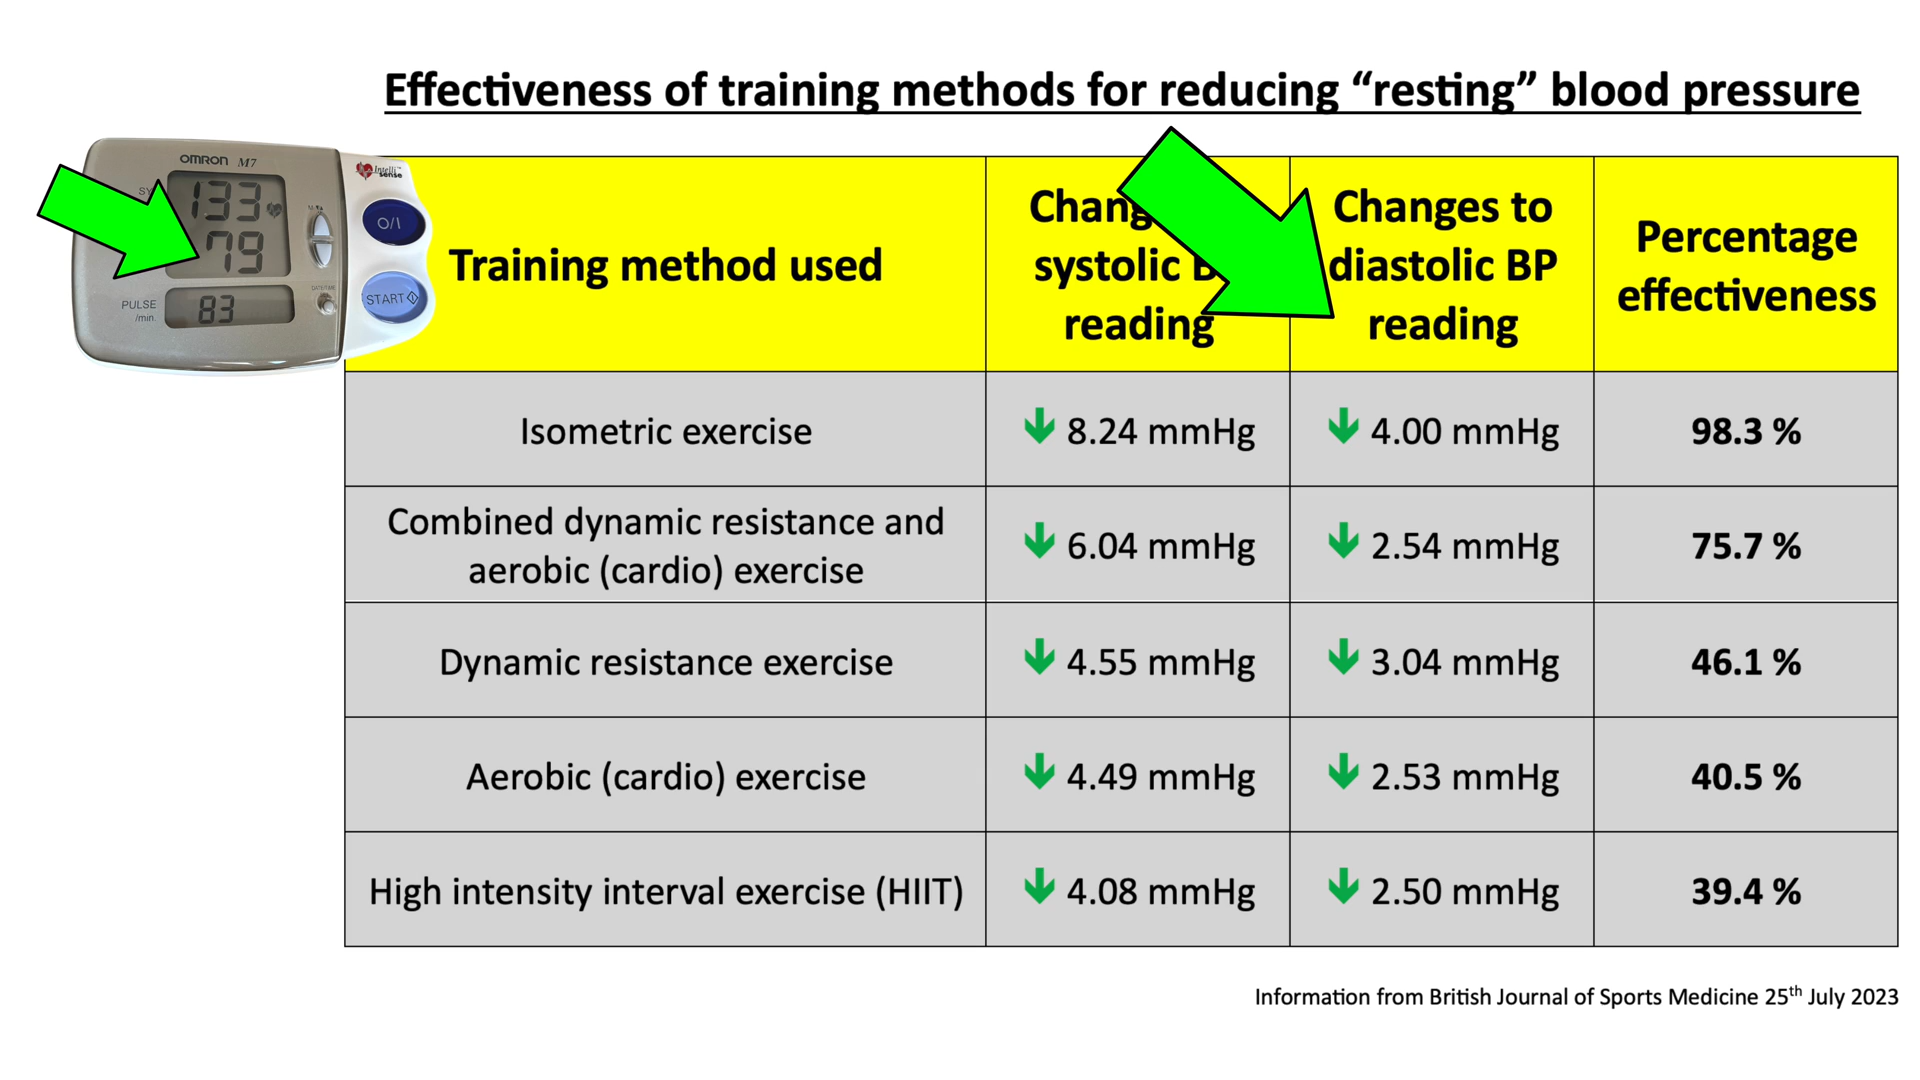 Effectiveness of training methods for reducing “resting” blood pressure
OMRON M7
Intelli™
sense
SY
133
79
PULSE
/min.
83
M
DATE/TIME
O/I
START
Training method used
Chang
systolic B
reading
Changes to
diastolic BP
reading
Percentage
effectiveness
Isometric exercise
8.24 mmHg
4.00 mmHg
98.3 %
Combined dynamic resistance and
aerobic (cardio) exercise
6.04 mmHg
2.54 mmHg
75.7 %
Dynamic resistance exercise
4.55 mmHg
3.04 mmHg
46.1 %
Aerobic (cardio) exercise
4.49 mmHg
2.53 mmHg
40.5 %
High intensity interval exercise (HIIT)
4.08 mmHg
2.50 mmHg
39.4 %
Information from British Journal of Sports Medicine 25th July 2023